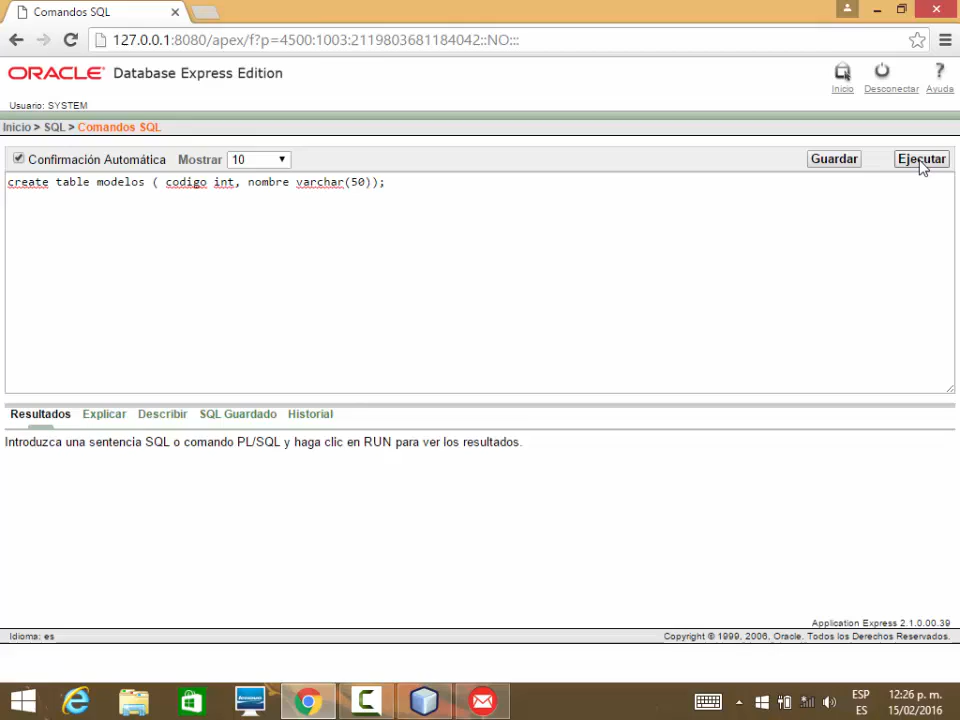 Comandos SQL
127.0.0.1:8080/apex/f?p=4500:1003:2119803681184042::NO:::
ORACLE Database Express Edition
Inicio Desconectar Ayuda
Usuario: SYSTEM
Inicio > SQL > Comandos SQL
Confirmación Automática Mostrar 10 Guardar Ejecutar
create table modelos ( codigo int, nombre varchar(50));
Resultados Explicar Describir SQL Guardado Historial
Introduzca una sentencia SQL o comando PL/SQL y haga clic en RUN para ver los resultados.
Application Express 2.1.0.00.39
Idioma: es Copyright © 1999, 2006, Oracle. Todos los Derechos Reservados.
ESP 12:26 p. m.
ES 15/02/2016